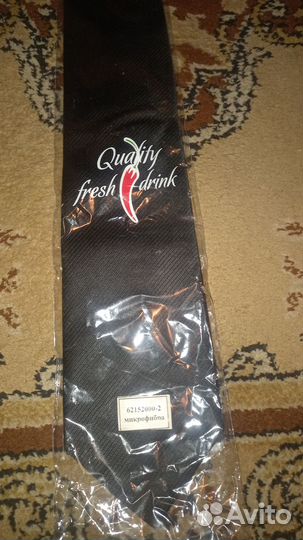 Quality
fresh drink
62152000-2
микрофибра
Avito